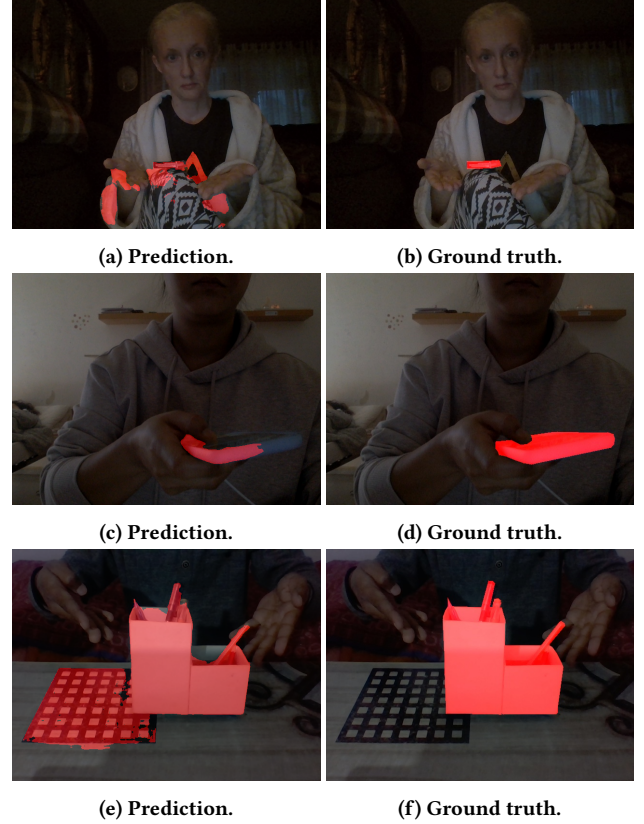 (a) Prediction.
(b) Ground truth.
(c) Prediction.
(d) Ground truth.
(e) Prediction.
(f) Ground truth.